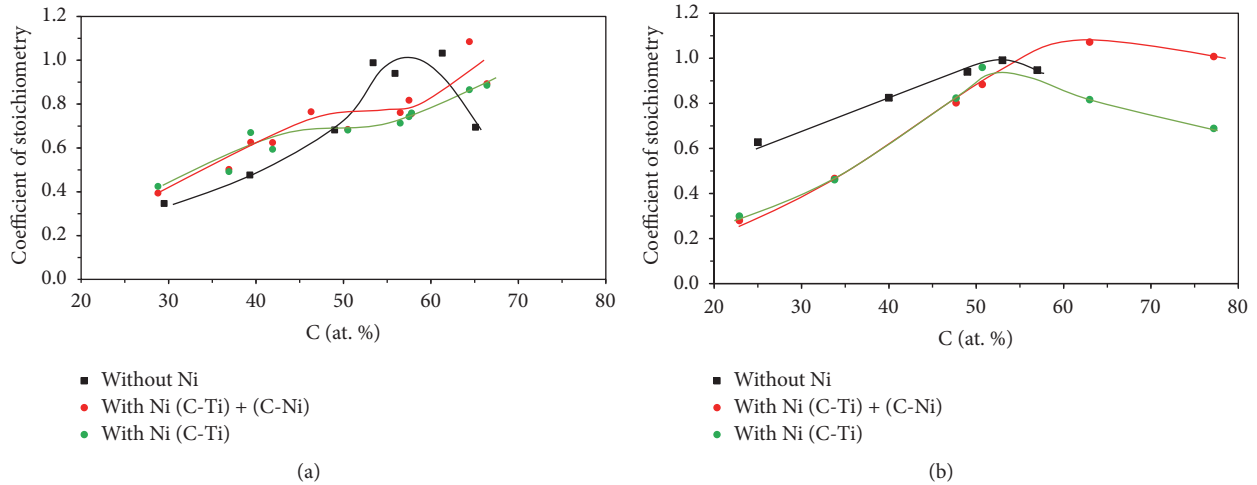 Coefficient of stoichiometry
1.2
1.0
0.8
0.6
0.4
0.2
0.0
20 30 40 50 60 70 80
C (at. %)
Without Ni
With Ni (C-Ti) + (C-Ni)
With Ni (C-Ti)
(a)
Coefficient of stoichiometry
1.2
1.0
0.8
0.6
0.4
0.2
0.0
20 30 40 50 60 70 80
C (at. %)
Without Ni
With Ni (C-Ti) + (C-Ni)
With Ni (C-Ti)
(b)